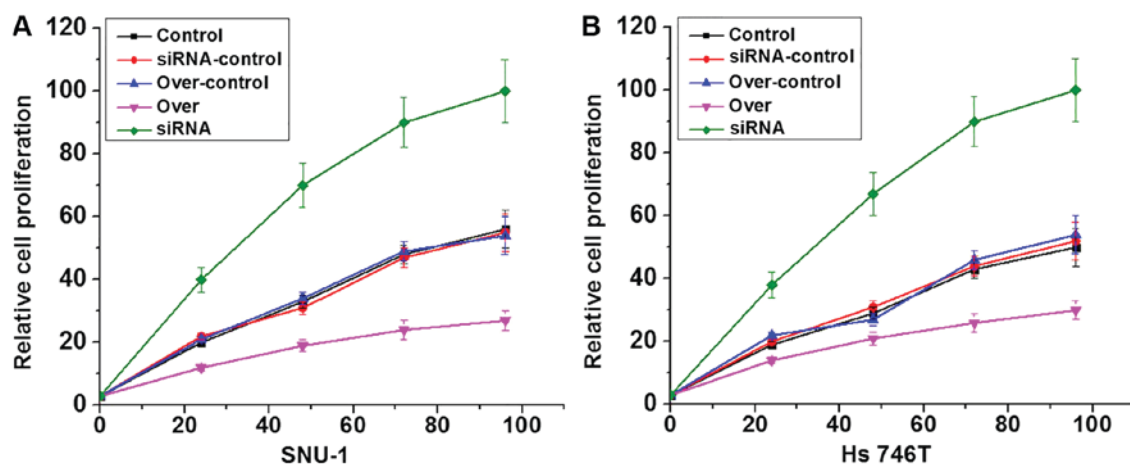 A
Relative cell proliferation
120
100
80
60
40
20
0
Control
siRNA-control
Over-control
Over
siRNA
0 20 40 60 80 100
SNU-1
B
Relative cell proliferation
120
100
80
60
40
20
0
Control
siRNA-control
Over-control
Over
siRNA
0 20 40 60 80 100
Hs 746T